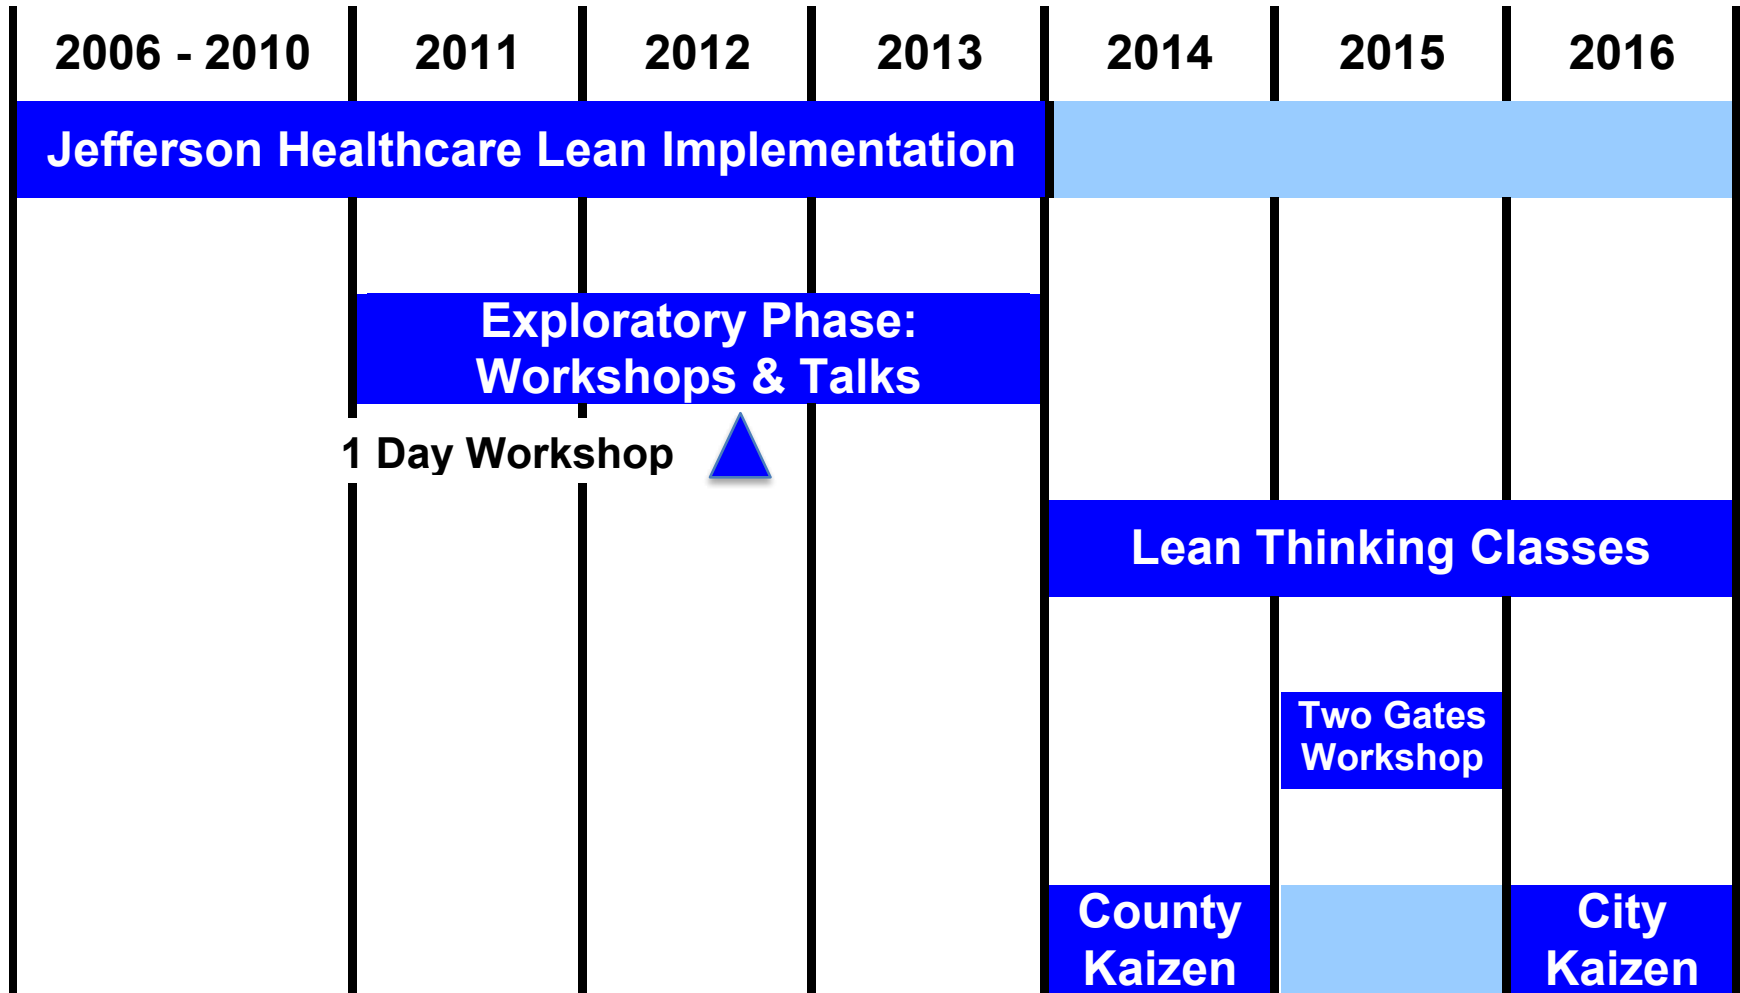 2006 - 2010 2011 2012 2013 2014 2015 2016
Jefferson Healthcare Lean Implementation
Exploratory Phase:
Workshops & Talks
1 Day Workshop
Lean Thinking Classes
Two Gates
Workshop
County
Kaizen
City
Kaizen